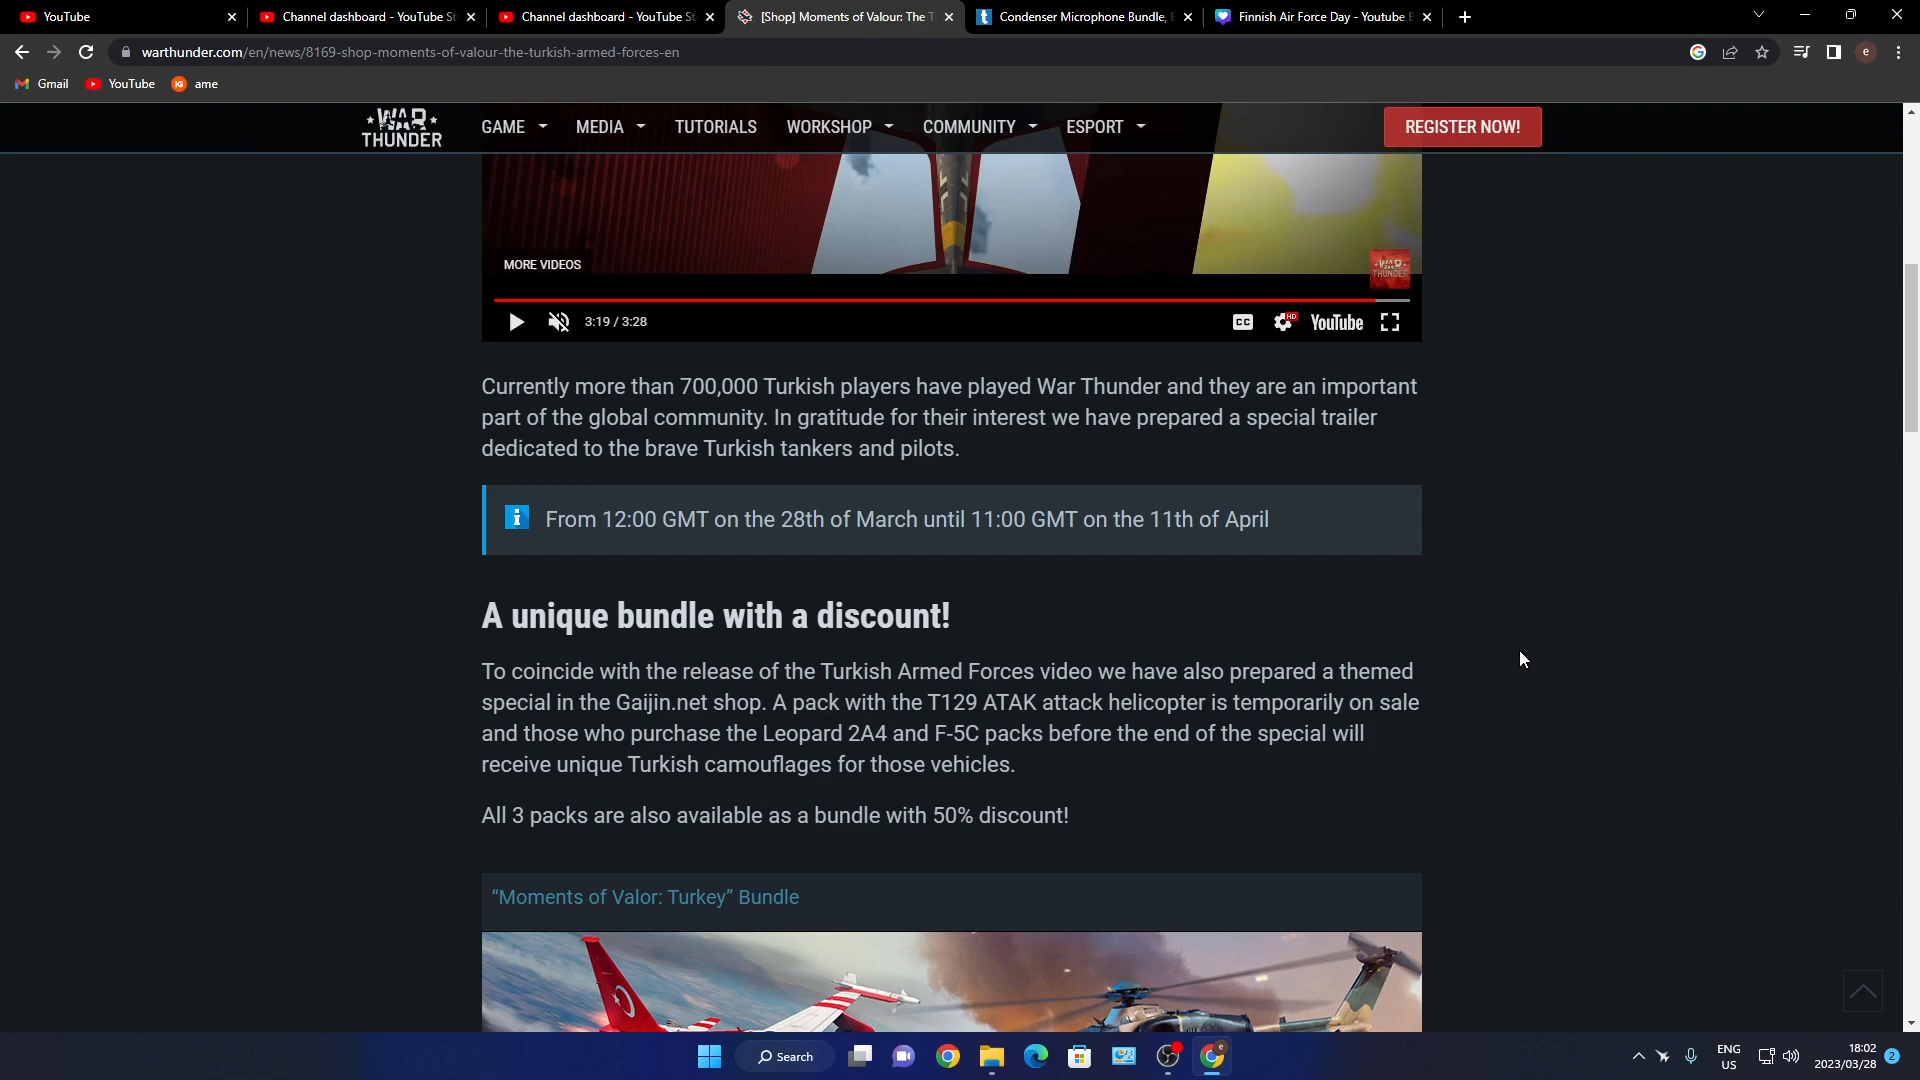 YouTube
Channel dashboard - YouTube St
Channel dashboard - YouTube St
[Shop] Moments of Valour: The T
Condenser Microphone Bundle,
Finnish Air Force Day - Youtube
warthunder.com/en/news/8169-shop-moments-of-valour-the-turkish-armed-forces-en
e
Gmail
YouTube
IG
ame
WAR THUNDER
GAME
MEDIA
TUTORIALS
WORKSHOP
COMMUNITY
ESPORT
REGISTER NOW!
MORE VIDEOS
WAR THUNDER
3:19 / 3:28
CC
HD
YouTube
Currently more than 700,000 Turkish players have played War Thunder and they are an important
part of the global community. In gratitude for their interest we have prepared a special trailer
dedicated to the brave Turkish tankers and pilots.
From 12:00 GMT on the 28th of March until 11:00 GMT on the 11th of April
A unique bundle with a discount!
To coincide with the release of the Turkish Armed Forces video we have also prepared a themed
special in the Gaijin.net shop. A pack with the T129 ATAK attack helicopter is temporarily on sale
and those who purchase the Leopard 2A4 and F-5C packs before the end of the special will
receive unique Turkish camouflages for those vehicles.
All 3 packs are also available as a bundle with 50% discount!
“Moments of Valor: Turkey” Bundle
Search
ENG
US
18:02
2023/03/28
2